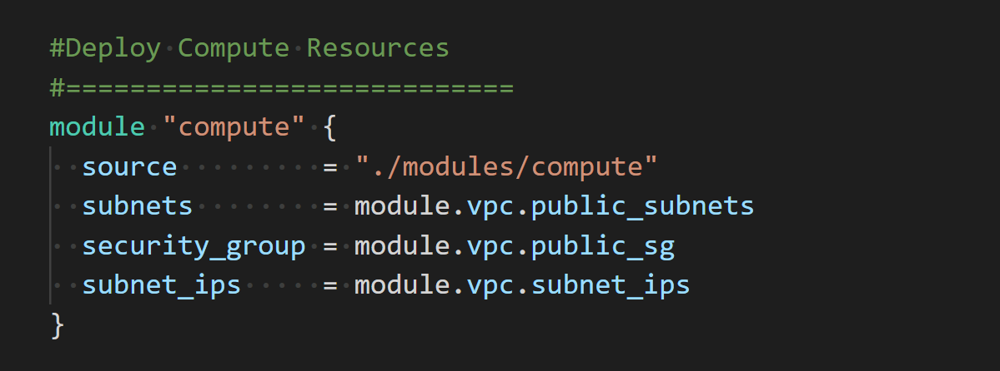 #Deploy Compute Resources
#============================
module "compute" {
  source         = "./modules/compute"
  subnets        = module.vpc.public_subnets
  security_group = module.vpc.public_sg
  subnet_ips     = module.vpc.subnet_ips
}